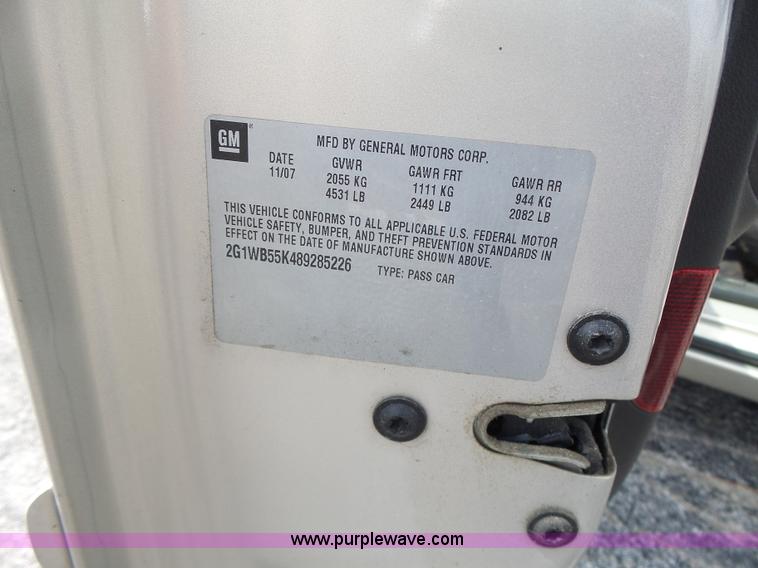 GM
MFD BY GENERAL MOTORS CORP.
DATE GVWR GAWR FRT GAWR RR
11/07 2055 KG 1111 KG 944 KG
4531 LB 2449 LB 2082 LB
THIS VEHICLE CONFORMS TO ALL APPLICABLE U.S. FEDERAL MOTOR
VEHICLE SAFETY, BUMPER, AND THEFT PREVENTION STANDARDS IN
EFFECT ON THE DATE OF MANUFACTURE SHOWN ABOVE.
2G1WB55K489285226 TYPE: PASS CAR
www.purplewave.com